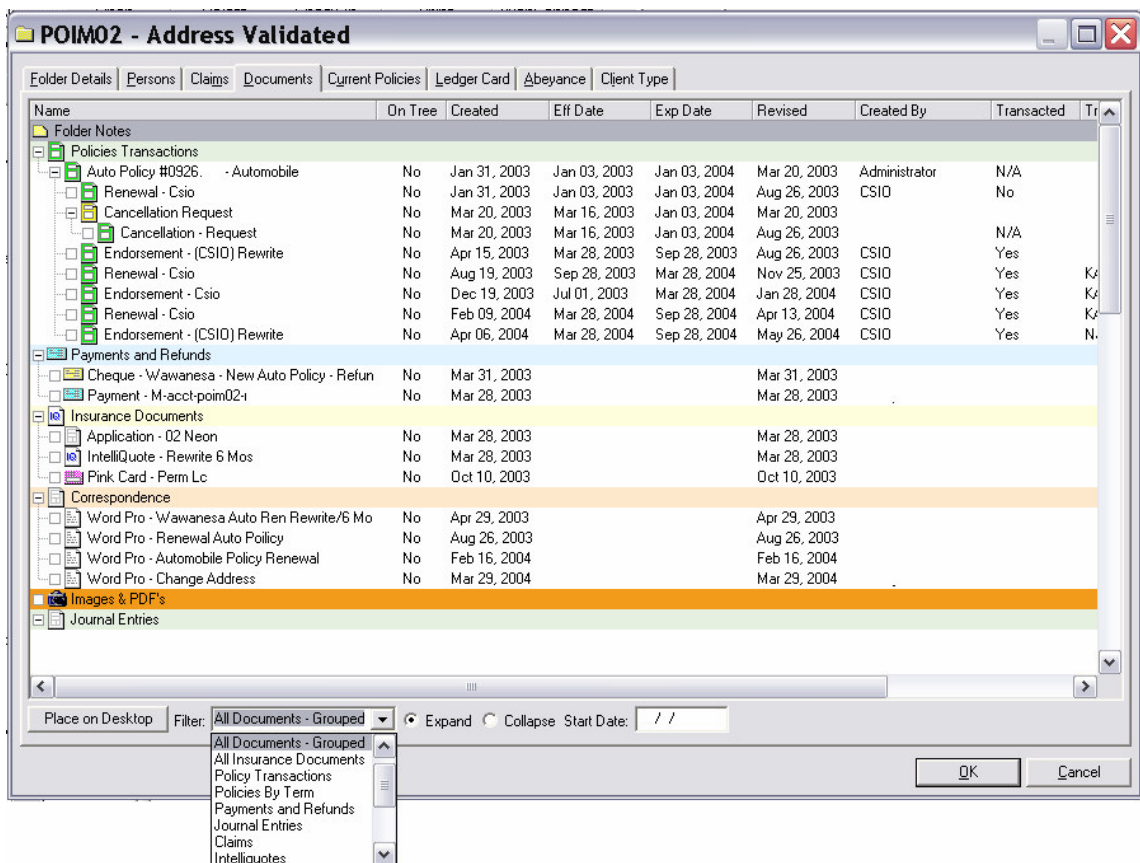 POIM02 - Address Validated
Folder Details Persons Claims Documents Current Policies Ledger Card Abeyance Client Type
Name On Tree Created Eff Date Exp Date Revised Created By Transacted Tr
Folder Notes
Policies Transactions
Auto Policy #0926. - Automobile No Jan 31, 2003 Jan 03, 2003 Jan 03, 2004 Mar 20, 2003 Administrator N/A
Renewal - Csio No Jan 31, 2003 Jan 03, 2003 Jan 03, 2004 Aug 26, 2003 CSIO No
Cancellation Request No Mar 20, 2003 Mar 16, 2003 Jan 03, 2004 Mar 20, 2003
Cancellation - Request No Mar 20, 2003 Mar 16, 2003 Jan 03, 2004 Aug 26, 2003 N/A
Endorsement - (CSIO) Rewrite No Apr 15, 2003 Mar 28, 2003 Sep 28, 2003 Aug 26, 2003 CSIO Yes
Renewal - Csio No Aug 19, 2003 Sep 28, 2003 Mar 28, 2004 Nov 25, 2003 CSIO Yes
Endorsement - Csio No Dec 19, 2003 Jul 01, 2003 Mar 28, 2004 Jan 28, 2004 CSIO Yes
Renewal - Csio No Feb 09, 2004 Mar 28, 2004 Sep 28, 2004 Apr 13, 2004 CSIO Yes
Endorsement - (CSIO) Rewrite No Apr 06, 2004 Mar 28, 2004 Sep 28, 2004 May 26, 2004 CSIO Yes
Payments and Refunds
Cheque - Wawanesa - New Auto Policy - Refun No Mar 31, 2003 Mar 31, 2003
Payment - M-acct-poim02- No Mar 28, 2003 Mar 28, 2003
Insurance Documents
Application - 02 Neon No Mar 28, 2003 Mar 28, 2003
IntelliQuote - Rewrite 6 Mos No Mar 28, 2003 Mar 28, 2003
Pink Card - Perm Lc No Oct 10, 2003 Oct 10, 2003
Correspondence
Word Pro - Wawanesa Auto Ren Rewrite/6 Mo No Apr 29, 2003 Apr 29, 2003
Word Pro - Renewal Auto Poilicy No Aug 26, 2003 Aug 26, 2003
Word Pro - Automobile Policy Renewal No Feb 16, 2004 Feb 16, 2004
Word Pro - Change Address No Mar 29, 2004 Mar 29, 2004
Images & PDF's
Journal Entries
Place on Desktop Filter: All Documents - Grouped Expand Collapse Start Date: / /
All Documents - Grouped
All Insurance Documents
Policy Transactions
Policies By Term
Payments and Refunds
Journal Entries
Claims
Intelliquotes
OK Cancel